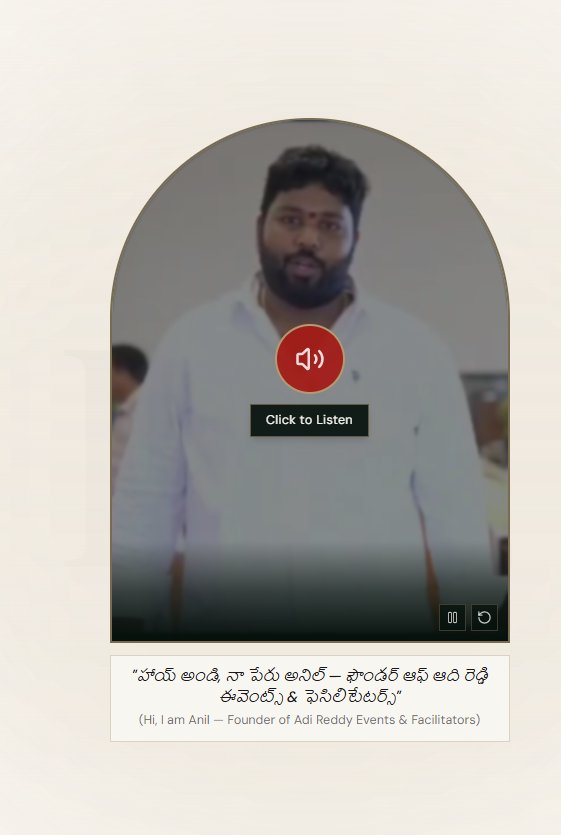 Click to Listen
"హాయ్ అండి, నా పేరు అనిల్ — ఫౌండర్ ఆఫ్ ఆది రెడ్డి
ఈవెంట్స్ & ఫెసిలిటేటర్స్"
(Hi, I am Anil — Founder of Adi Reddy Events & Facilitators)